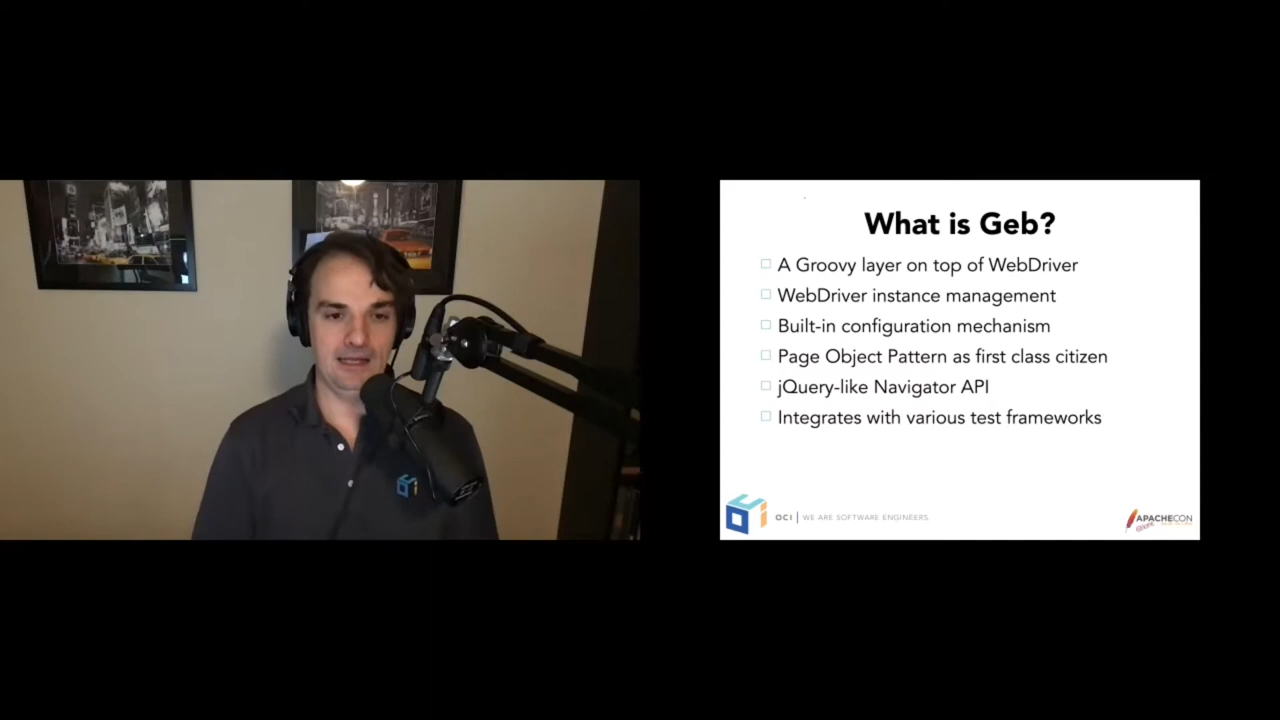 What is Geb?
A Groovy layer on top of WebDriver
WebDriver instance management
Built-in configuration mechanism
Page Object Pattern as first class citizen
jQuery-like Navigator API
Integrates with various test frameworks
OCI | WE ARE SOFTWARE ENGINEERS.
APACHECON
@Home